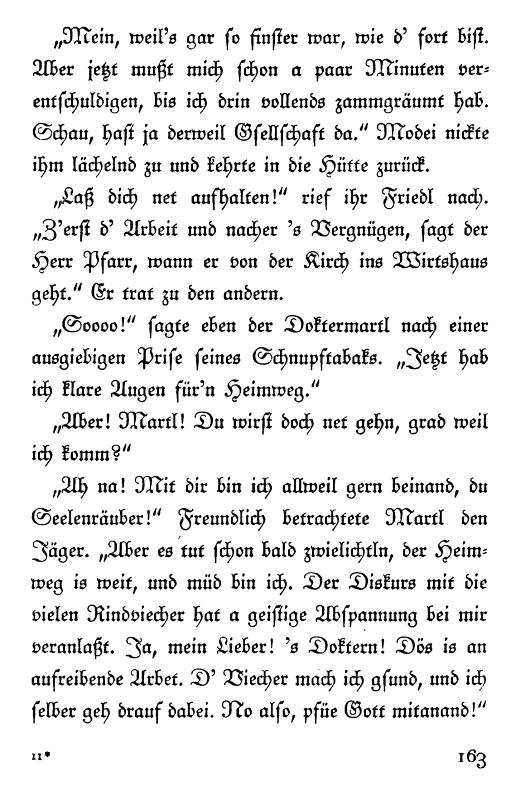 „Mein, weil's gar so finster war, wie d' fort bist.
Aber jetzt mußt mich schon a paar Minuten ver-
entschuldigen, bis ich drin vollends zammgräumt hab.
Schau, hast ja derweil Gsellschaft da.“ Modei nickte
ihm lächelnd zu und kehrte in die Hütte zurück.
„Laß dich net aufhalten!“ rief ihr Friedl nach.
„Z'erst d' Arbeit und nacher 's Vergnügen, sagt der
Herr Pfarr, wann er von der Kirch ins Wirtshaus
geht.“ Er trat zu den andern.
„Soooo!“ sagte eben der Doktermartl nach einer
ausgiebigen Prise seines Schnupftabaks. „Jetzt hab
ich klare Augen für'n Heimweg.“
„Aber! Martl! Du wirst doch net gehn, grad weil
ich komm?“
„Ah na! Mit dir bin ich allweil gern beinand, du
Seelenräuber!“ Freundlich betrachtete Martl den
Jäger. „Aber es tut schon bald zwielichtln, der Heim-
weg is weit, und müd bin ich. Der Diskurs mit die
vielen Rindviecher hat a geistige Abspannung bei mir
veranlaßt. Ja, mein Lieber! 's Doktern! Dös is an
aufreibende Arbet. D' Viecher mach ich gsund, und ich
selber geh drauf dabei. No also, pfüe Gott mitanand!“
11*
163